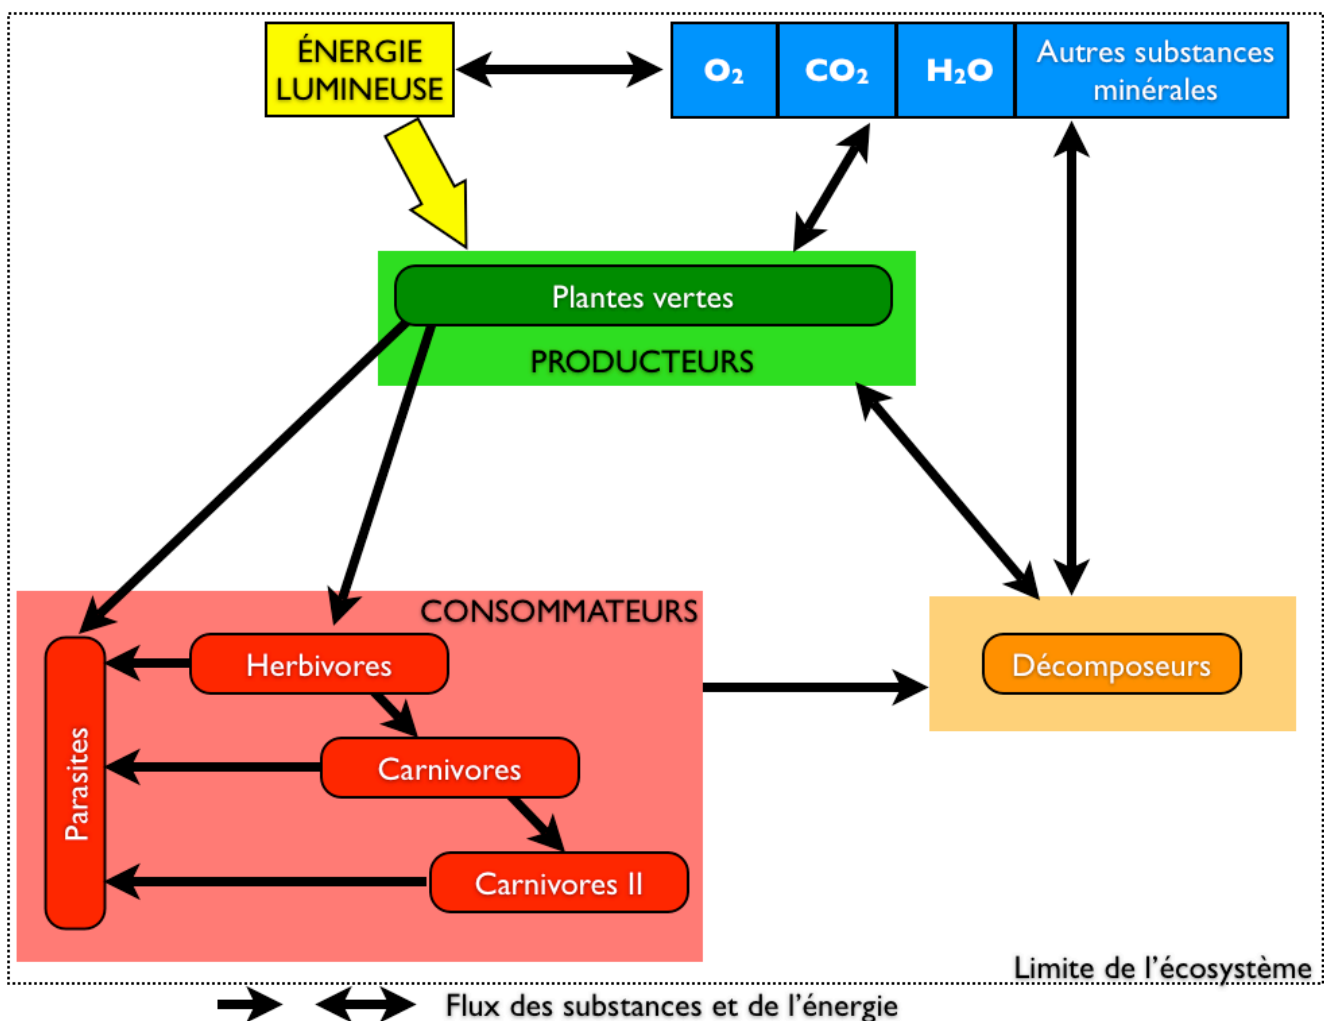 ÉNERGIE
LUMINEUSE
O₂ CO₂ H₂O Autres substances
minérales
Plantes vertes
PRODUCTEURS
CONSOMMATEURS
Herbivores
Décomposeurs
Parasites
Carnivores
Carnivores II
Limite de l’écosystème
Flux des substances et de l’énergie